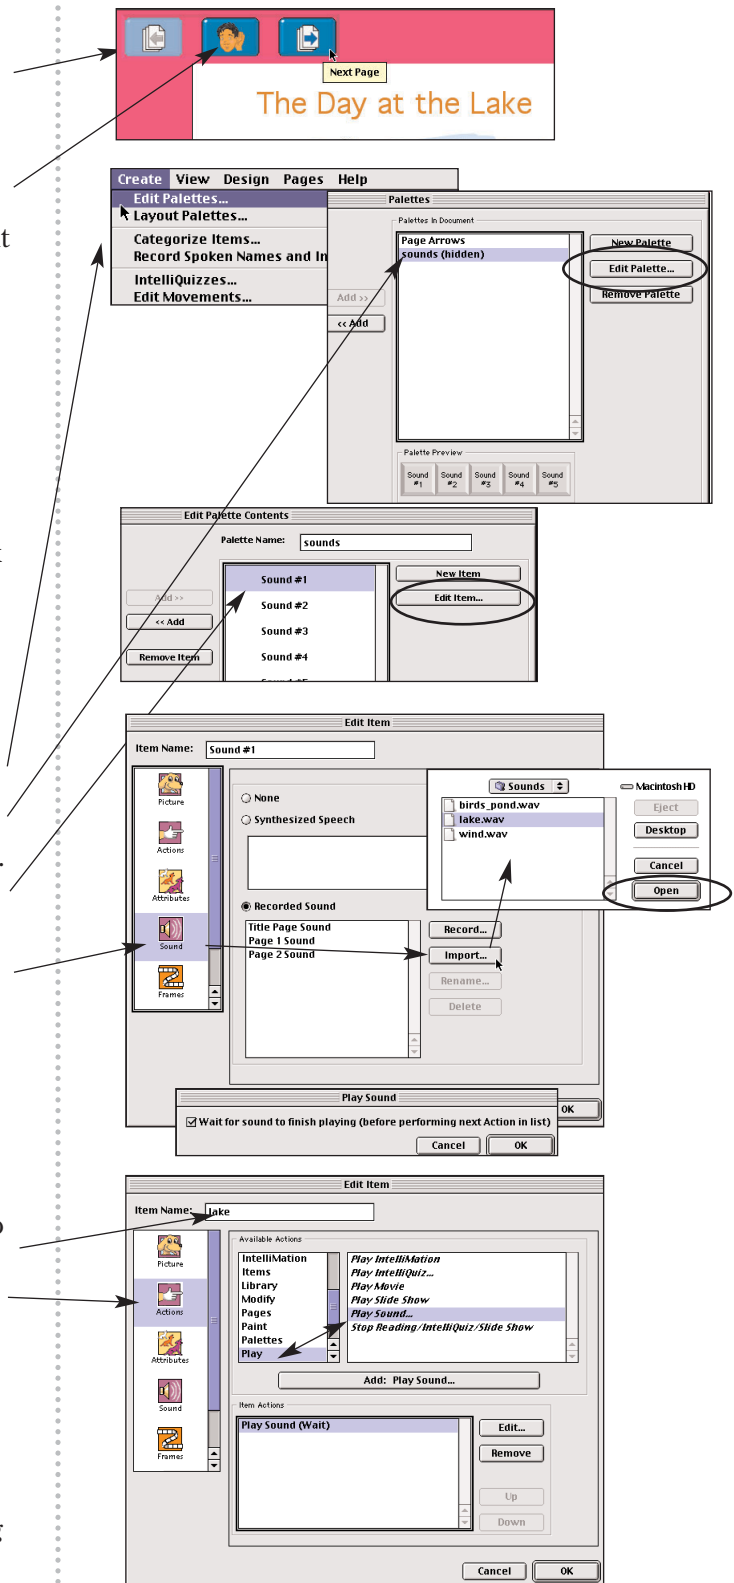 Next Page
The Day at the Lake
Create View Design Pages Help
Edit Palettes...
Layout Palettes...
Categorize Items...
Record Spoken Names and In
IntelliQuizzes...
Edit Movements...
Palettes
Palettes In Document
Page Arrows
sounds (hidden)
New Palette
Edit Palette...
Remove Palette
Add >>
<< Add
Palette Preview
Sound #1
Sound #2
Sound #3
Sound #4
Sound #5
Edit Palette Contents
Palette Name: sounds
Sound #1
Sound #2
Sound #3
Sound #4
New Item
Edit Item...
Add >>
<< Add
Remove Item
Edit Item
Item Name: Sound #1
Picture
Actions
Attributes
Sound
Frames
None
Synthesized Speech
Recorded Sound
Title Page Sound
Page 1 Sound
Page 2 Sound
Record...
Import...
Rename...
Delete
Sounds
birds_pond.wav
lake.wav
wind.wav
Macintosh HD
Eject
Desktop
Cancel
Open
OK
Play Sound
Wait for sound to finish playing (before performing next Action in list)
Cancel OK
Edit Item
Item Name: lake
Picture
Actions
Attributes
Sound
Frames
Available Actions
IntelliMation
Items
Library
Modify
Pages
Paint
Palettes
Play
Play IntelliMation
Play IntelliQuiz...
Play Movie
Play Slide Show
Play Sound...
Stop Reading/IntelliQuiz/Slide Show
Add: Play Sound...
Item Actions
Play Sound (Wait)
Edit...
Remove
Up
Down
Cancel OK